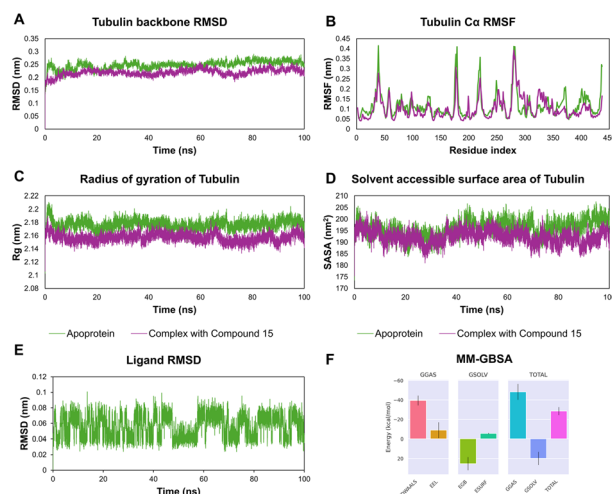 A
Tubulin backbone RMSD
0.35
0.3
0.25
0.2
0.15
0.1
0.05
0
RMSD (nm)
0 20 40 60 80 100
Time (ns)
B
Tubulin Cα RMSF
0.45
0.4
0.35
0.3
0.25
0.2
0.15
0.1
0.05
0
RMSF (nm)
0 50 100 150 200 250 300 350 400 450
Residue index
C
Radius of gyration of Tubulin
2.22
2.2
2.18
2.16
2.14
2.12
2.1
2.08
Rg (nm)
0 20 40 60 80 100
Time (ns)
D
Solvent accessible surface area of Tubulin
210
205
200
195
190
185
180
175
170
SASA (nm²)
0 20 40 60 80 100
Time (ns)
Apoprotein Complex with Compound 15
Apoprotein Complex with Compound 15
E
Ligand RMSD
0.12
0.1
0.08
0.06
0.04
0.02
0
RMSD (nm)
0 20 40 60 80 100
Time (ns)
F
MM-GBSA
GGAS GSOLV TOTAL
Energy (kcal/mol)
−60
−40
−20
0
20
EEL EGB ESURF GGAS GSOLV TOTAL